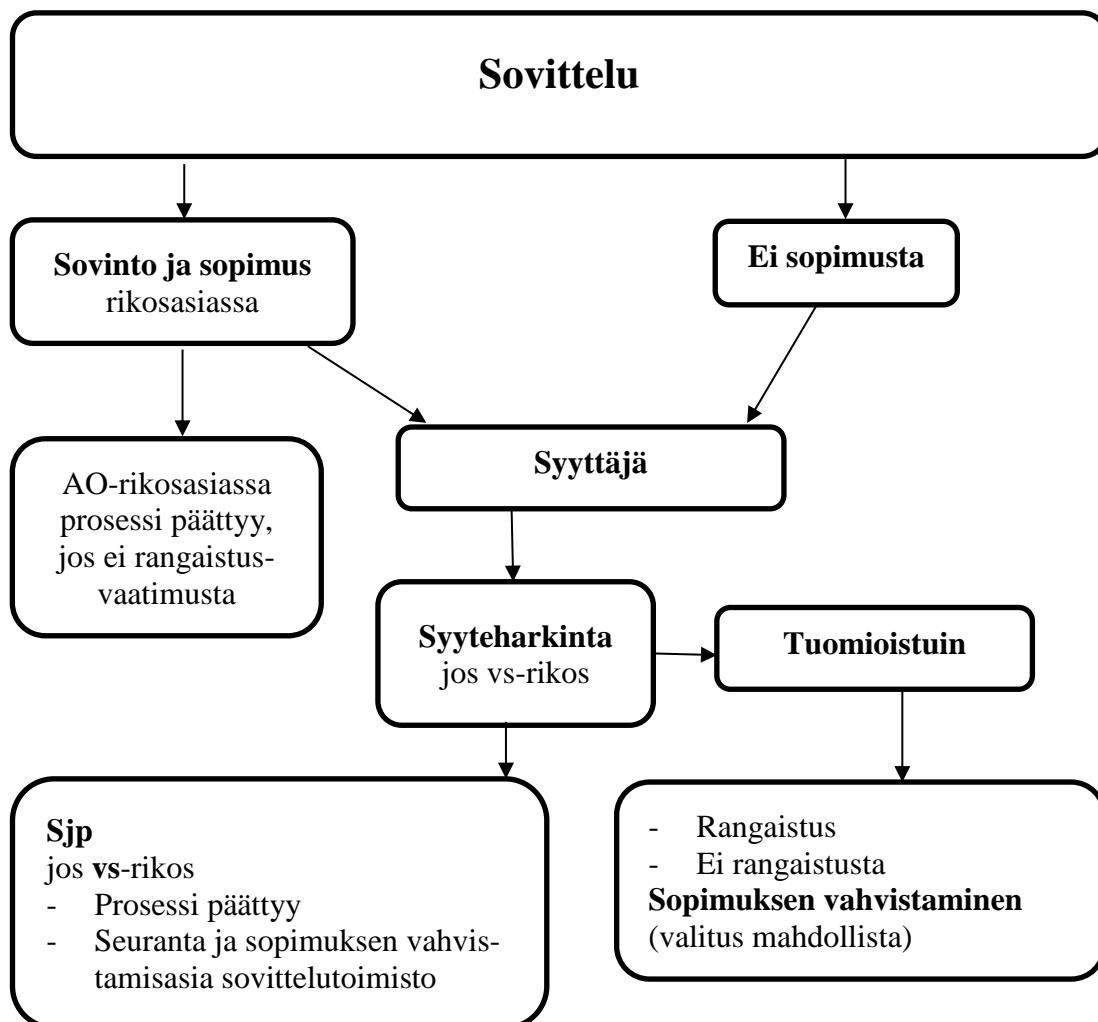 Sovittelu
Sovinto ja sopimus
rikosasiassa
Ei sopimusta
AO-rikosasiassa
prosessi päättyy,
jos ei rangaistus-
vaatimusta
Syyttäjä
Syyteharkinta
jos vs-rikos
Tuomioistuin
Sjp
jos vs-rikos
- Prosessi päättyy
- Seuranta ja sopimuksen vahvis-
tamisasia sovittelutoimisto
- Rangaistus
- Ei rangaistusta
Sopimuksen vahvistaminen
(valitus mahdollista)